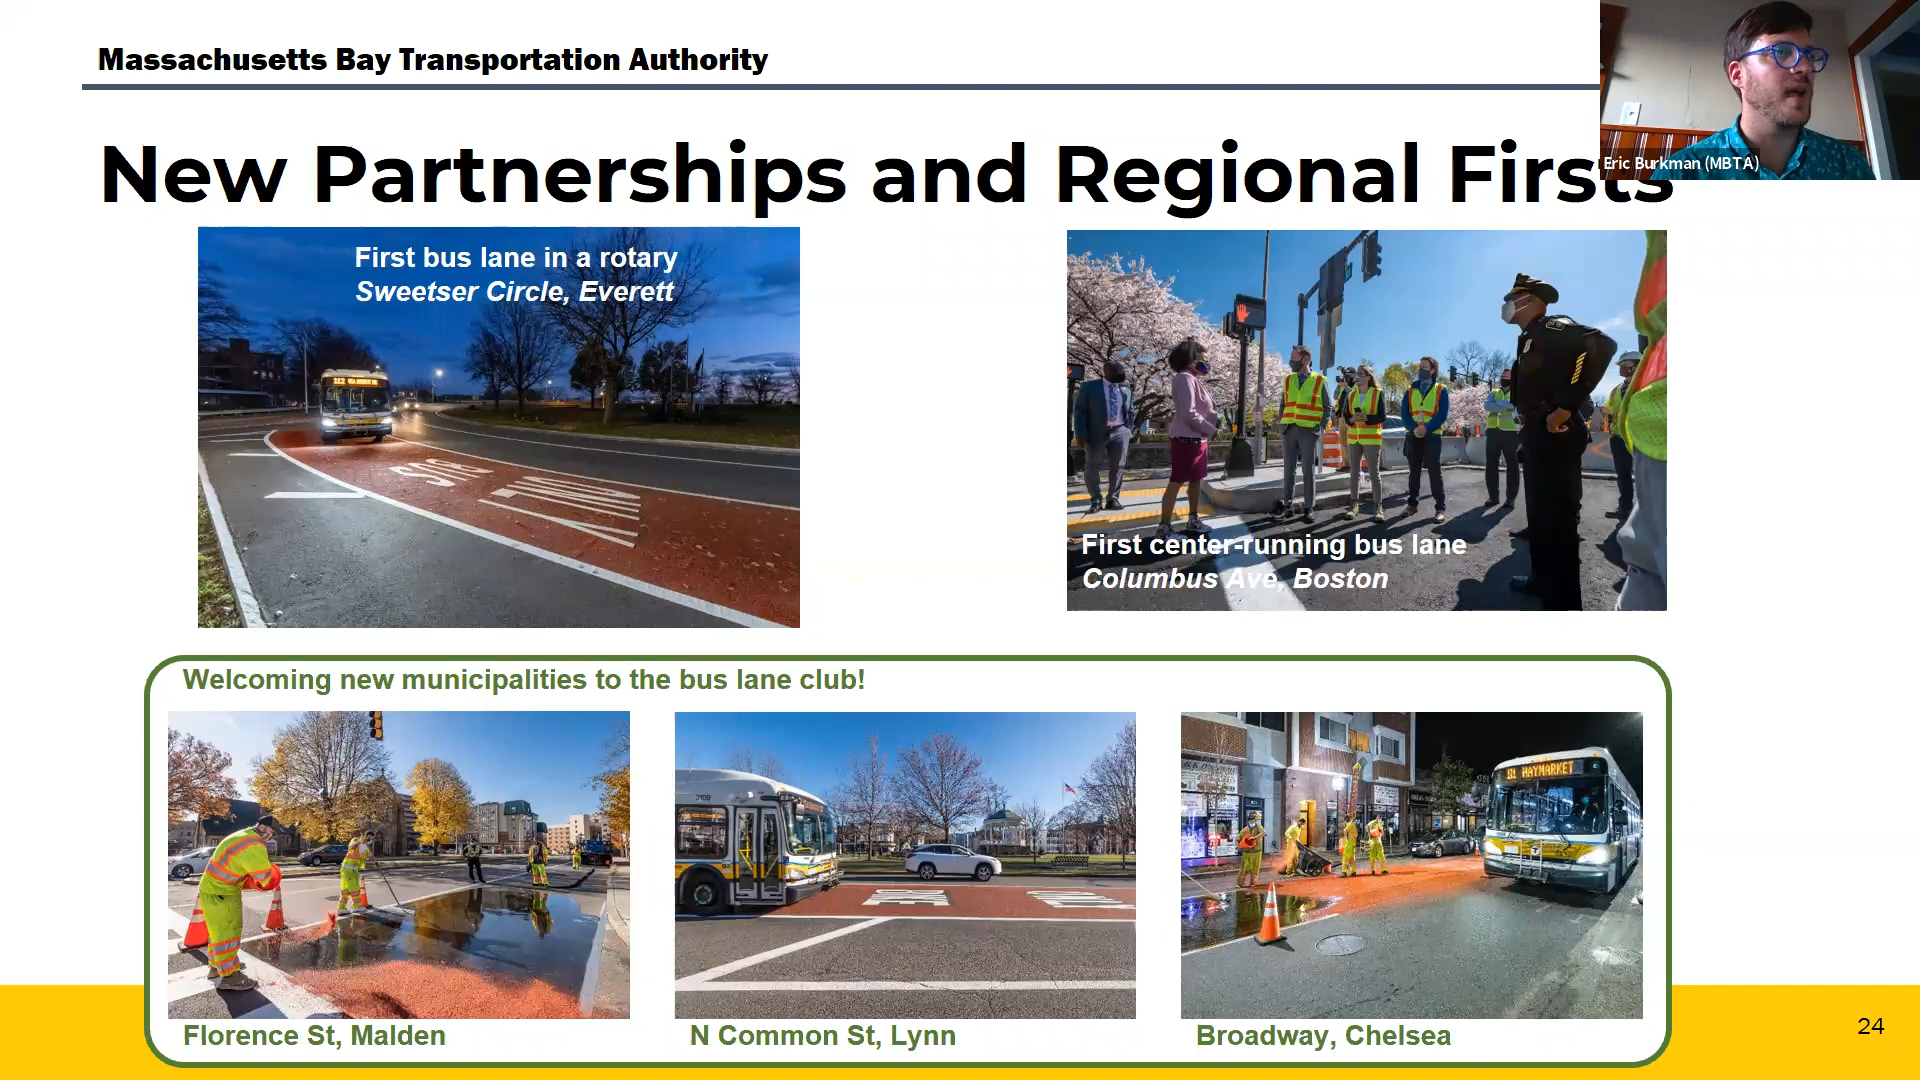 Massachusetts Bay Transportation Authority
New Partnerships and Regional Firsts
Eric Burkman (MBTA)
First bus lane in a rotary
Sweetser Circle, Everett
BUS
ONLY
First center-running bus lane
Columbus Ave, Boston
Welcoming new municipalities to the bus lane club!
HAYMARKET
Florence St, Malden
N Common St, Lynn
Broadway, Chelsea
24